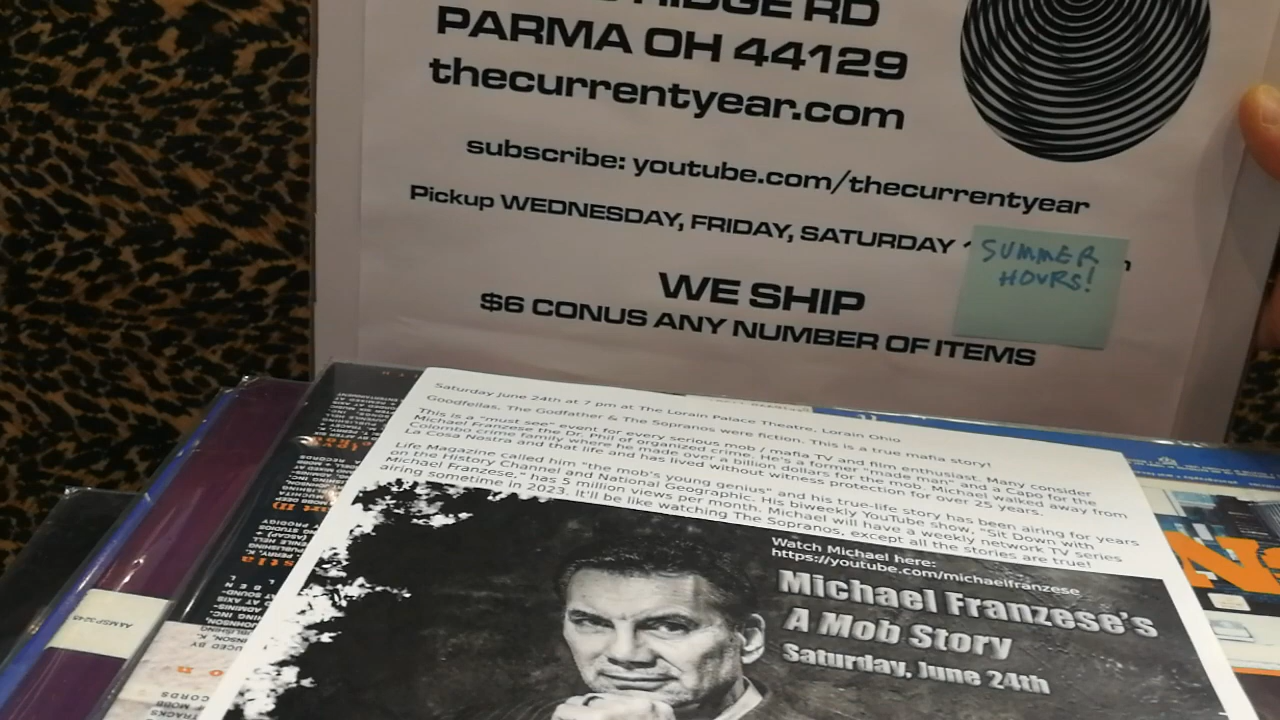 RIDGE RD
PARMA OH 44129
thecurrentyear.com
subscribe: youtube.com/thecurrentyear
Pickup WEDNESDAY, FRIDAY, SATURDAY
SUMMER
HOURS!
WE SHIP
$6 CONUS ANY NUMBER OF ITEMS
Saturday June 24th at 7 pm at The Lorain Palace Theatre, Lorain Ohio
Goodfellas, The Godfather & The Sopranos were fiction. This is a true mafia story!
This is a "must see" event for every serious mob / mafia TV and film enthusiast. Many consider
Michael Franzese the Dr. Phil of organized crime. He is a former "made man" as a Capo for the
Colombo crime family where he made over a billion dollars for the mob. Michael walked away from
La Cosa Nostra and that life and has lived without witness protection for over 25 years.
Life Magazine called him "the mob's young genius" and his true-life story has been airing for years
on the History Channel and National Geographic. His biweekly YouTube show, "Sit Down with
Michael Franzese," has 5 million views per month. Michael will have a weekly network TV series
airing sometime in 2023. It'll be like watching The Sopranos, except all the stories are true!
Watch Michael here:
https://youtube.com/michaelfranzese
Michael Franzese's
A Mob Story
Saturday, June 24th